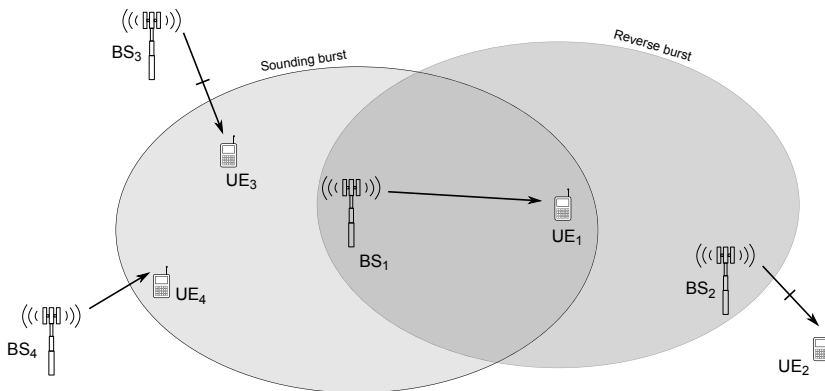 Sounding burst
Reverse burst
BS3
UE3
BS1
UE1
BS2
UE4
BS4
UE2